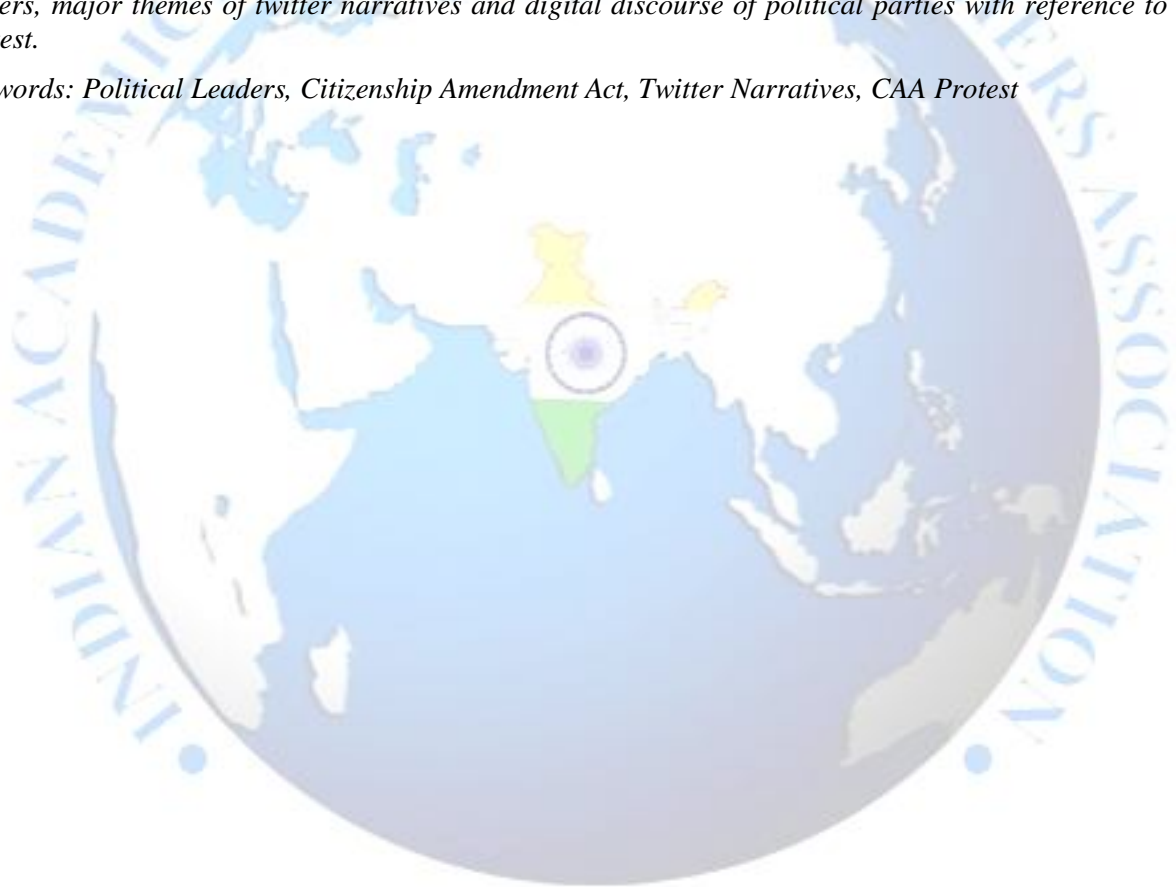 ers, major themes of twitter narratives and digital discourse of political parties with reference to
est.
words: Political Leaders, Citizenship Amendment Act, Twitter Narratives, CAA Protest
INDIAN ACADEMIC
ERS ASSOCIATION